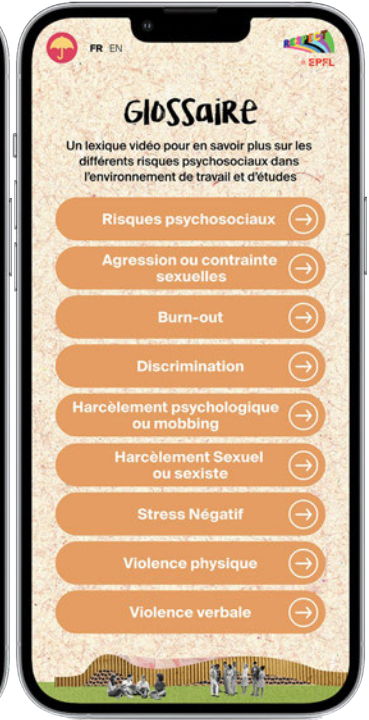 FR EN
RESPECT
EPFL
Glossaire
Un lexique vidéo pour en savoir plus sur les
différents risques psychosociaux dans
l'environnement de travail et d'études
Risques psychosociaux
Agression ou contrainte
sexuelles
Burn-out
Discrimination
Harcèlement psychologique
ou mobbing
Harcèlement Sexuel
ou sexiste
Stress Négatif
Violence physique
Violence verbale